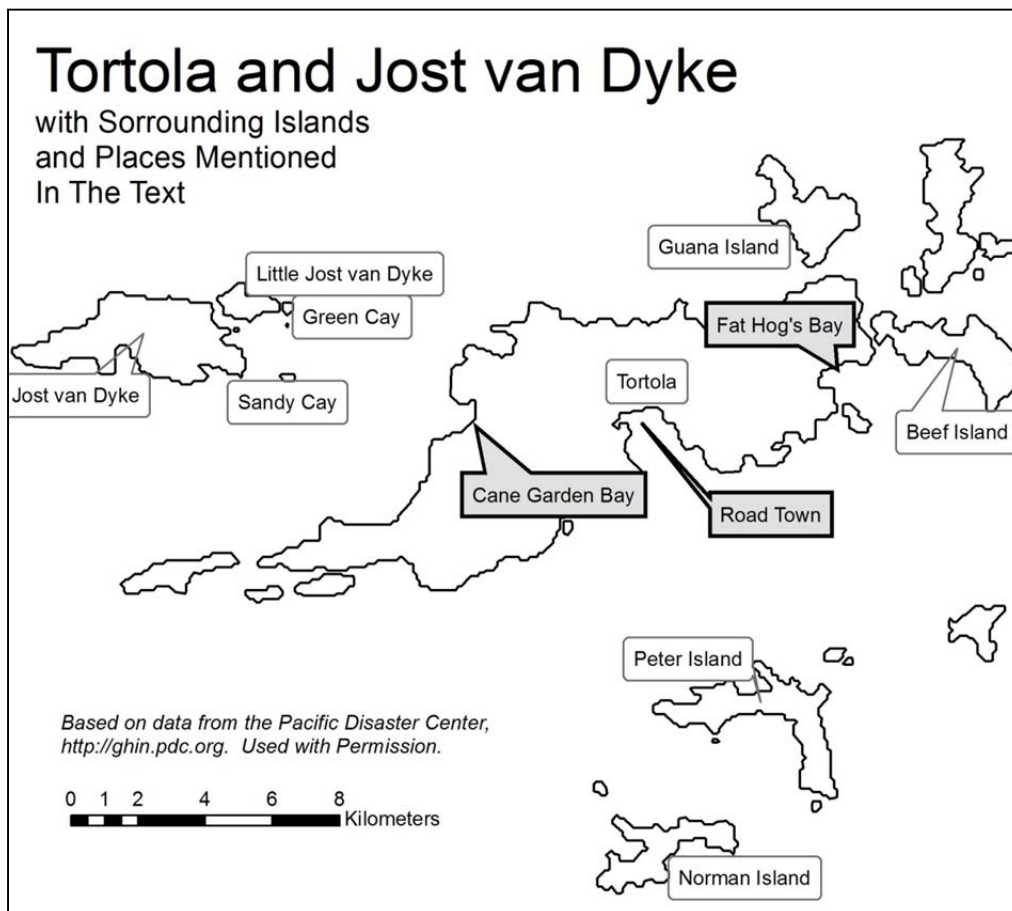 Tortola and Jost van Dyke
with Sorrounding Islands
and Places Mentioned
In The Text
Guana Island
Little Jost van Dyke
Green Cay
Fat Hog's Bay
Jost van Dyke
Sandy Cay
Tortola
Beef Island
Cane Garden Bay
Road Town
Peter Island
Based on data from the Pacific Disaster Center,
http://ghin.pdc.org. Used with Permission.
0 1 2 4 6 8
Kilometers
Norman Island